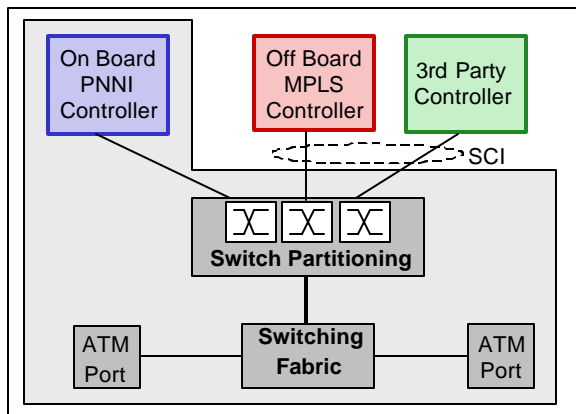 On Board
PNNI
Controller
Off Board
MPLS
Controller
3rd Party
Controller
SCI
Switch Partitioning
Switching
Fabric
ATM
Port
ATM
Port